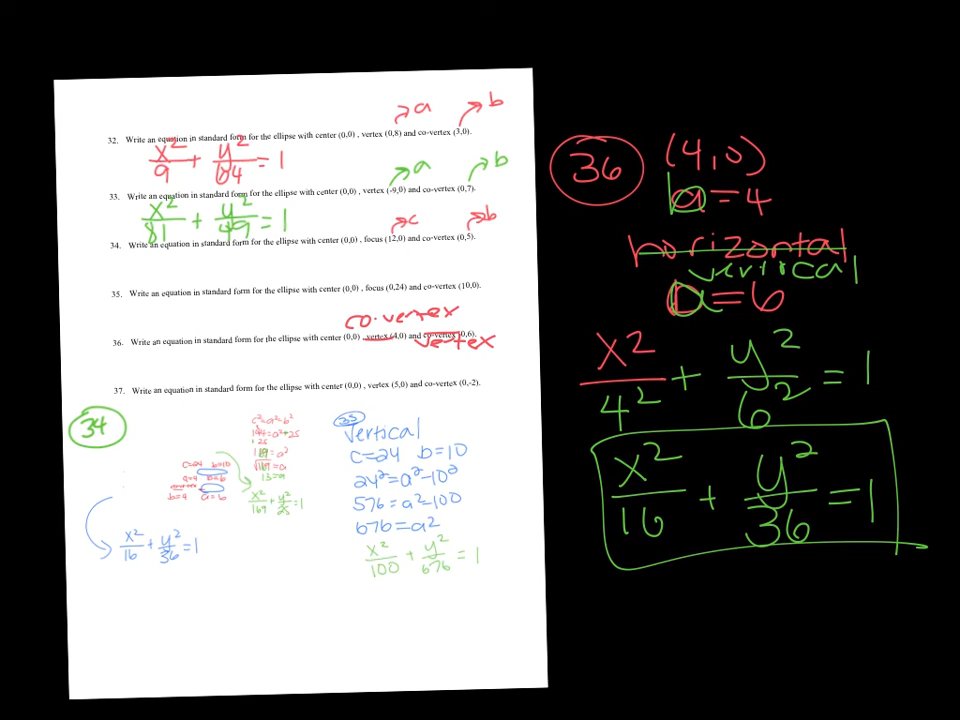 a b
32. Write an equation in standard form for the ellipse with center (0,0) , vertex (0,8) and co-vertex (3,0).
x²/9 + y²/64 = 1
a b
33. Write an equation in standard form for the ellipse with center (0,0) , vertex (-9,0) and co-vertex (0,7).
x²/81 + y²/49 = 1
c b
34. Write an equation in standard form for the ellipse with center (0,0) , focus (12,0) and co-vertex (0,5).
35. Write an equation in standard form for the ellipse with center (0,0) , focus (0,24) and co-vertex (10,0).
co-vertex
36. Write an equation in standard form for the ellipse with center (0,0) , vertex (4,0) and co-vertex (0,6).
vertex
37. Write an equation in standard form for the ellipse with center (0,0) , vertex (5,0) and co-vertex (0,-2).
34
c²=a²-b²
144=a²-25
169=a²
13=a
x²/169 + y²/25 = 1
c=24 b=10
a=4 b=6
b=4 a=6
x²/16 + y²/36 = 1
35
Vertical
c=24 b=10
24²=a²-10²
576=a²-100
676=a²
x²/100 + y²/676 = 1
36 (4,0)
b=4
horizontal
vertical
a=6
x²/4² + y²/6² = 1
x²/16 + y²/36 = 1